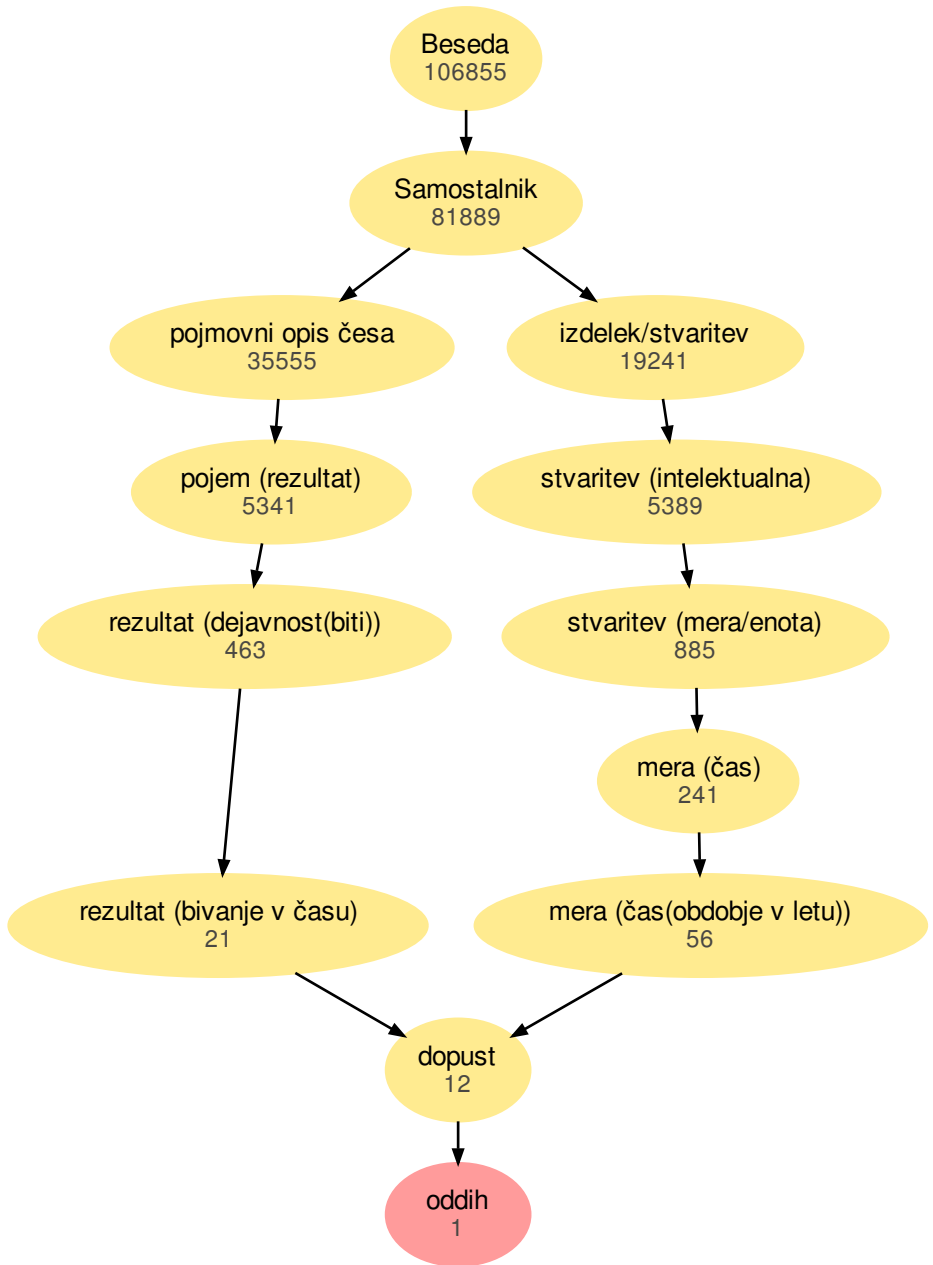 Beseda
106855
Samostalnik
81889
pojmovni opis česa
35555
izdelek/stvaritev
19241
pojem (rezultat)
5341
stvaritev (intelektualna)
5389
rezultat (dejavnost(biti))
463
stvaritev (mera/enota)
885
mera (čas)
241
rezultat (bivanje v času)
21
mera (čas(obdobje v letu))
56
dopust
12
oddih
1